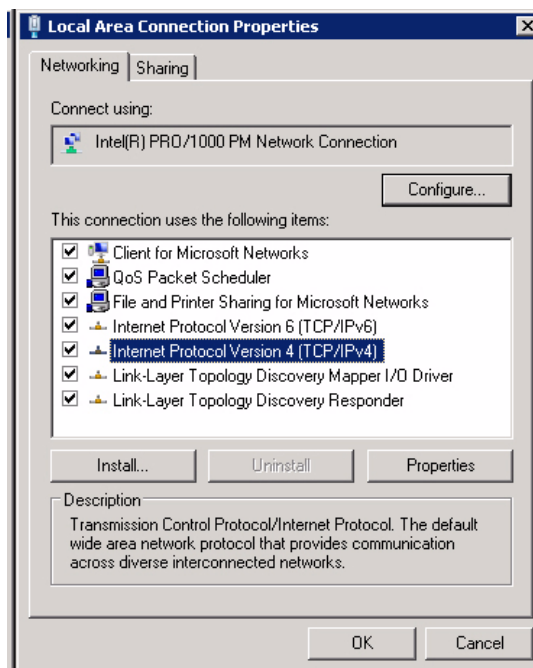 Local Area Connection Properties
Networking
Sharing
Connect using:
Intel(R) PRO/1000 PM Network Connection
Configure...
This connection uses the following items:
Client for Microsoft Networks
QoS Packet Scheduler
File and Printer Sharing for Microsoft Networks
Internet Protocol Version 6 (TCP/IPv6)
Internet Protocol Version 4 (TCP/IPv4)
Link-Layer Topology Discovery Mapper I/O Driver
Link-Layer Topology Discovery Responder
Install...
Uninstall
Properties
Description
Transmission Control Protocol/Internet Protocol. The default
wide area network protocol that provides communication
across diverse interconnected networks.
OK
Cancel